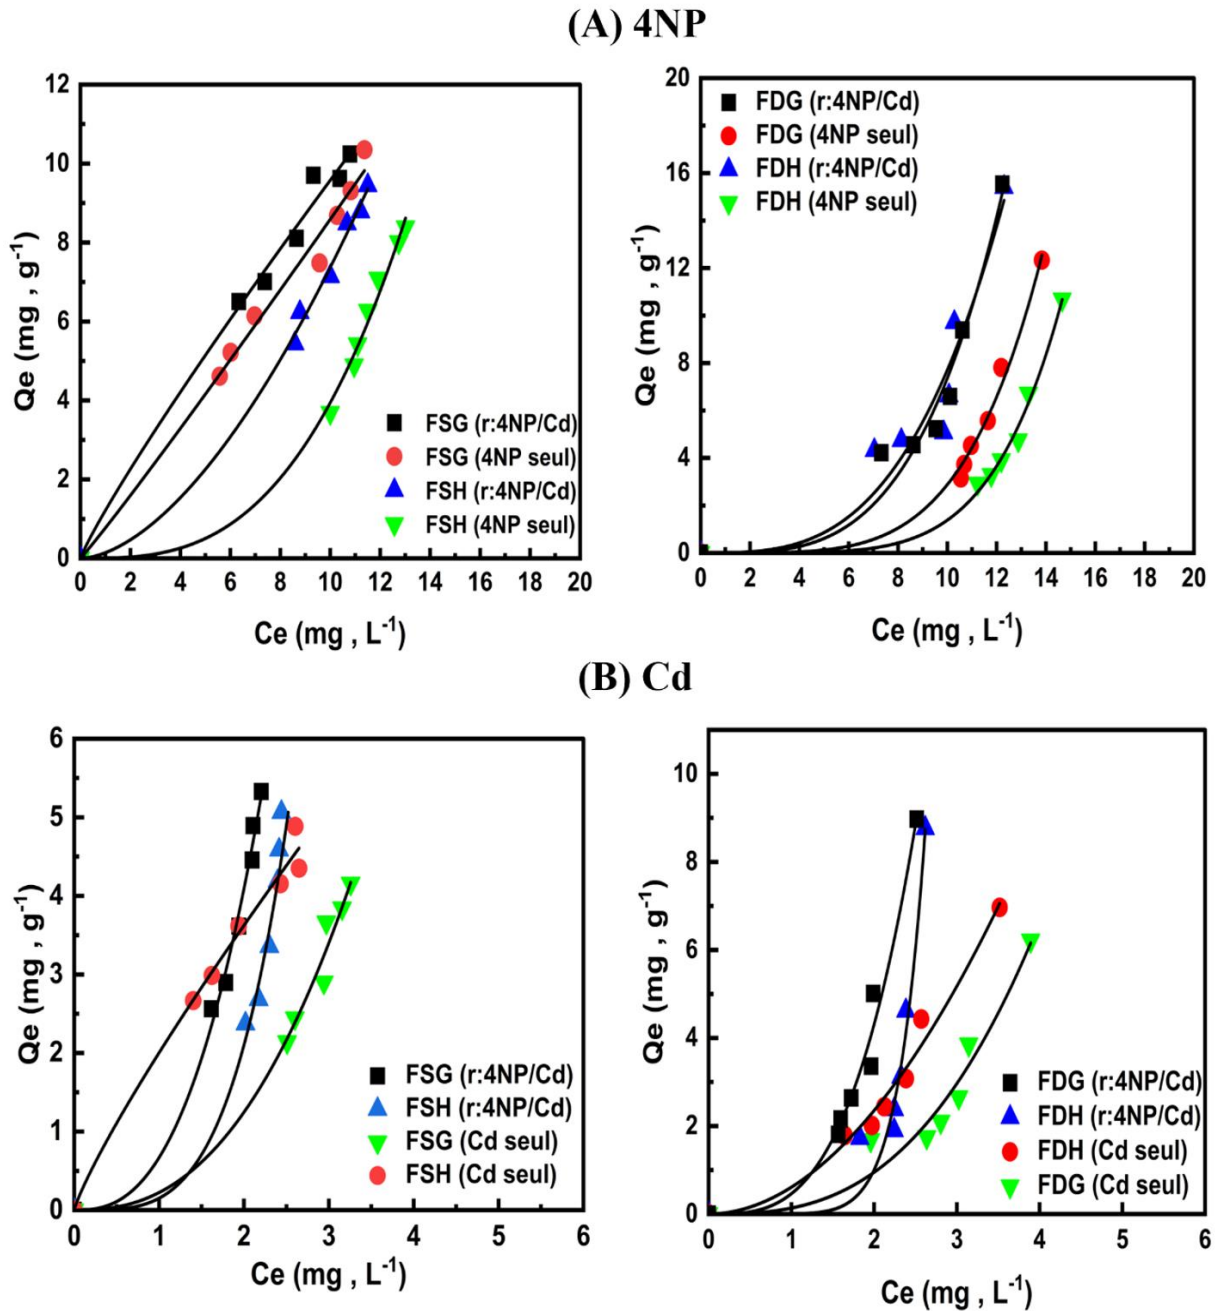 (A) 4NP
12
10
8
6
4
2
0
Qe (mg , g-1)
FSG (r:4NP/Cd)
FSG (4NP seul)
FSH (r:4NP/Cd)
FSH (4NP seul)
0 2 4 6 8 10 12 14 16 18 20
Ce (mg , L-1)
20
16
12
8
4
0
Qe (mg , g-1)
FDG (r:4NP/Cd)
FDG (4NP seul)
FDH (r:4NP/Cd)
FDH (4NP seul)
0 2 4 6 8 10 12 14 16 18 20
Ce (mg , L-1)
(B) Cd
6
5
4
3
2
1
0
Qe (mg , g-1)
FSG (r:4NP/Cd)
FSH (r:4NP/Cd)
FSG (Cd seul)
FSH (Cd seul)
0 1 2 3 4 5 6
Ce (mg , L-1)
10
8
6
4
2
0
Qe (mg , g-1)
FDG (r:4NP/Cd)
FDH (r:4NP/Cd)
FDH (Cd seul)
FDG (Cd seul)
0 1 2 3 4 5 6
Ce (mg , L-1)